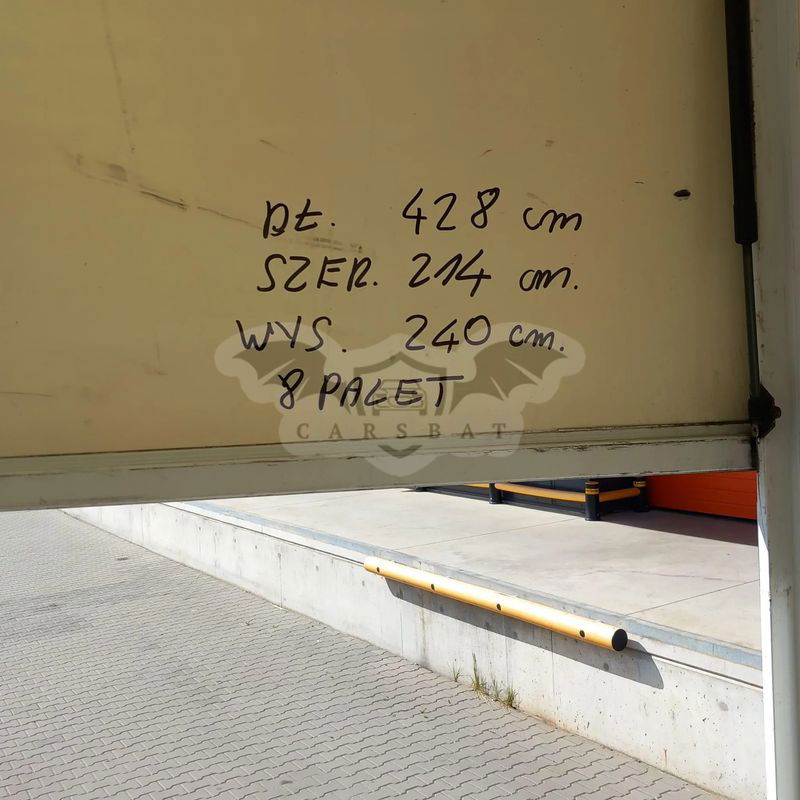 DŁ. 428 cm
SZER. 214 cm.
WYS. 240 cm.
8 PALET
CARSBAT